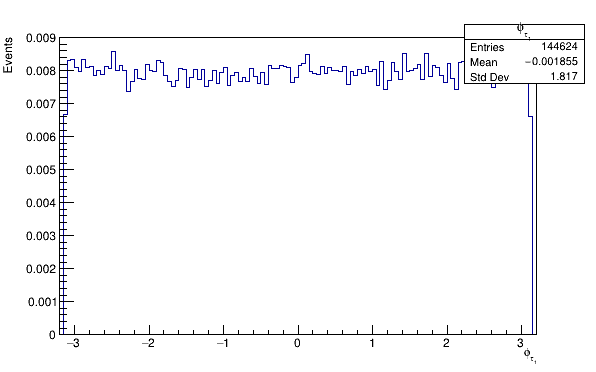 ϕτ1
Entries 144624
Mean −0.001855
Std Dev 1.817
Events
0.009
0.008
0.007
0.006
0.005
0.004
0.003
0.002
0.001
0
−3 −2 −1 0 1 2 3
ϕτ1